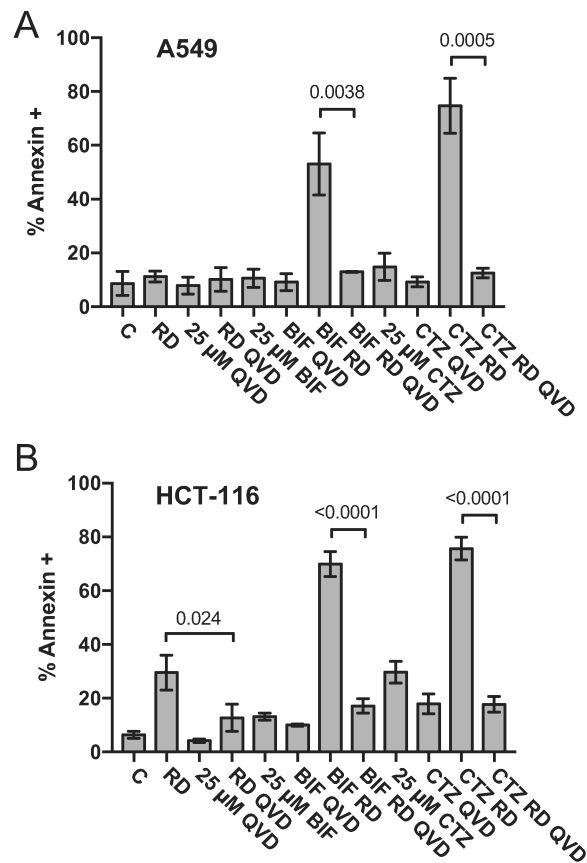 A
A549
% Annexin +
100
80
60
40
20
0
0.0038
0.0005
C
RD
25 µM QVD
RD QVD
25 µM BIF
BIF QVD
BIF RD
BIF RD QVD
25 µM CTZ
CTZ QVD
CTZ RD
CTZ RD QVD
B
HCT-116
% Annexin +
100
80
60
40
20
0
0.024
<0.0001
<0.0001
C
RD
25 µM QVD
RD QVD
25 µM BIF
BIF QVD
BIF RD
BIF RD QVD
25 µM CTZ
CTZ QVD
CTZ RD
CTZ RD QVD